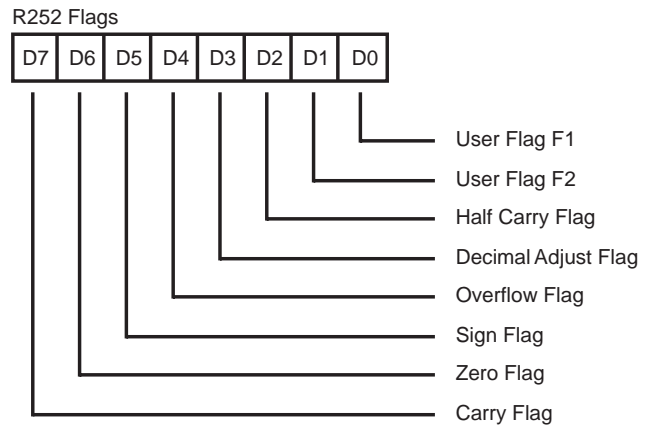 R252 Flags
D7 D6 D5 D4 D3 D2 D1 D0
User Flag F1
User Flag F2
Half Carry Flag
Decimal Adjust Flag
Overflow Flag
Sign Flag
Zero Flag
Carry Flag